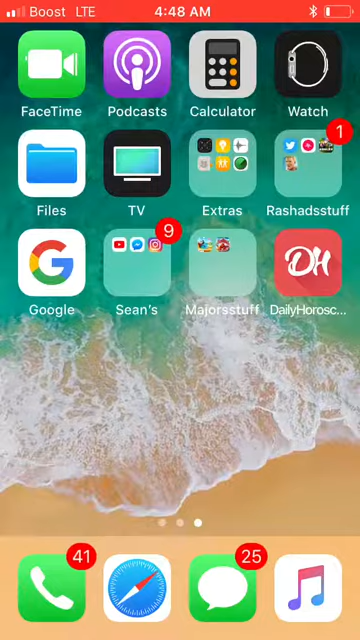 Boost LTE 4:48 AM
FaceTime Podcasts Calculator Watch
1
Files TV Extras Rashadsstuff
9
DH
Google Sean's Majorsstuff DailyHorosc...
41 25